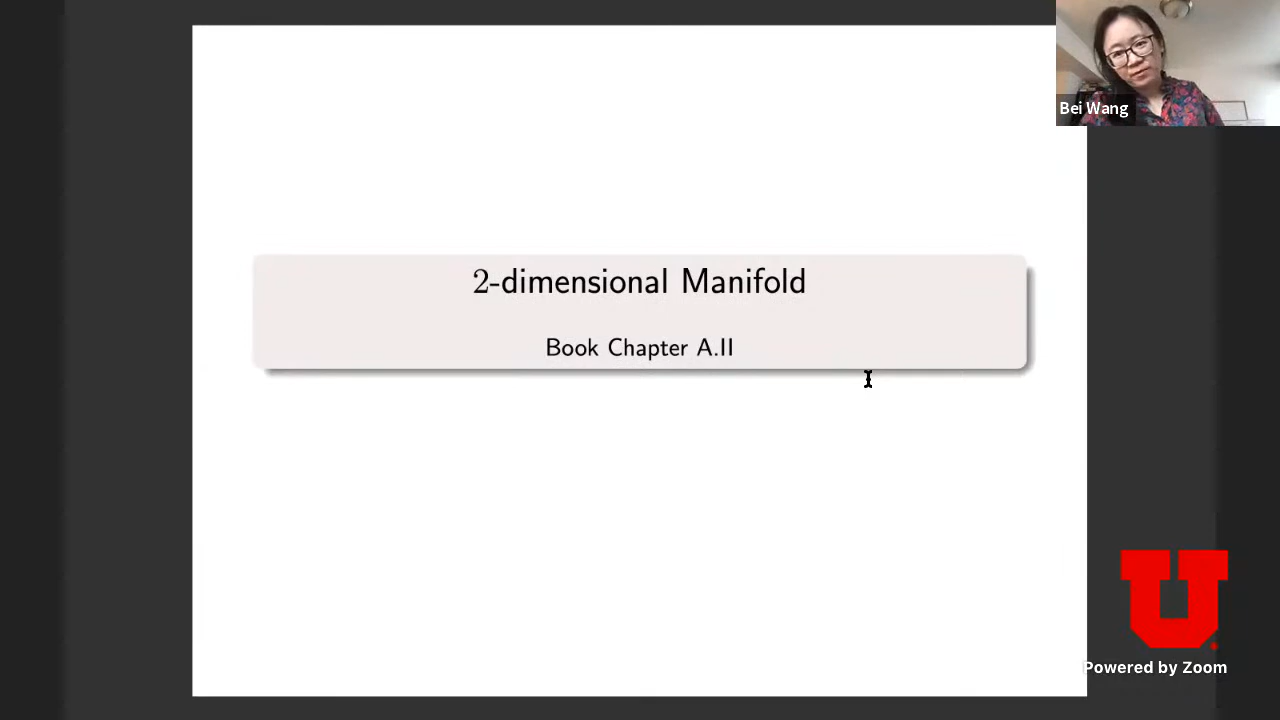 Bei Wang
2-dimensional Manifold
Book Chapter A.II
U
Powered by Zoom